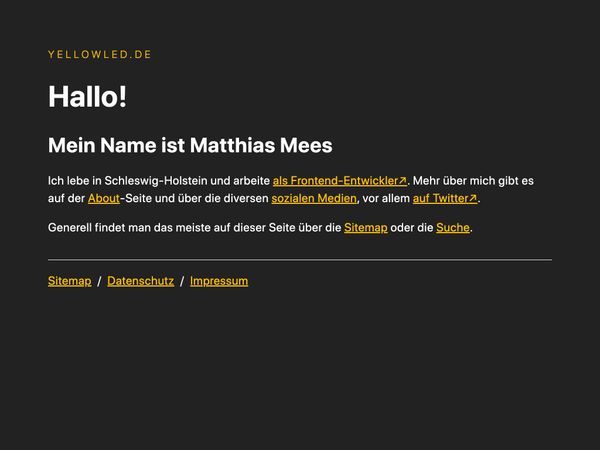 YELLOWLED.DE
Hallo!
Mein Name ist Matthias Mees
Ich lebe in Schleswig-Holstein und arbeite als Frontend-Entwickler↗. Mehr über mich gibt es
auf der About-Seite und über die diversen sozialen Medien, vor allem auf Twitter↗.
Generell findet man das meiste auf dieser Seite über die Sitemap oder die Suche.
Sitemap / Datenschutz / Impressum